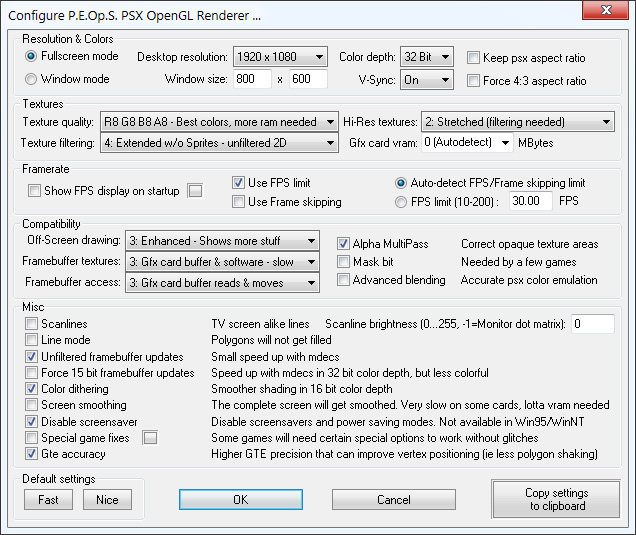 Configure P.E.Op.S. PSX OpenGL Renderer ...
Resolution & Colors
Fullscreen mode Desktop resolution: 1920 x 1080 Color depth: 32 Bit Keep psx aspect ratio
Window mode Window size: 800 x 600 V-Sync: On Force 4:3 aspect ratio
Textures
Texture quality: R8 G8 B8 A8 - Best colors, more ram needed Hi-Res textures: 2: Stretched (filtering needed)
Texture filtering: 4: Extended w/o Sprites - unfiltered 2D Gfx card vram: 0 (Autodetect) MBytes
Framerate
Show FPS display on startup Use FPS limit Auto-detect FPS/Frame skipping limit
Use Frame skipping FPS limit (10-200) : 30.00 FPS
Compatibility
Off-Screen drawing: 3: Enhanced - Shows more stuff Alpha MultiPass Correct opaque texture areas
Framebuffer textures: 3: Gfx card buffer & software - slow Mask bit Needed by a few games
Framebuffer access: 3: Gfx card buffer reads & moves Advanced blending Accurate psx color emulation
Misc
Scanlines TV screen alike lines Scanline brightness (0...255, -1=Monitor dot matrix): 0
Line mode Polygons will not get filled
Unfiltered framebuffer updates Small speed up with mdecs
Force 15 bit framebuffer updates Speed up with mdecs in 32 bit color depth, but less colorful
Color dithering Smoother shading in 16 bit color depth
Screen smoothing The complete screen will get smoothed. Very slow on some cards, lotta vram needed
Disable screensaver Disable screensavers and power saving modes. Not available in Win95/WinNT
Special game fixes Some games will need certain special options to work without glitches
Gte accuracy Higher GTE precision that can improve vertex positioning (ie less polygon shaking)
Default settings
Fast Nice OK Cancel Copy settings
to clipboard